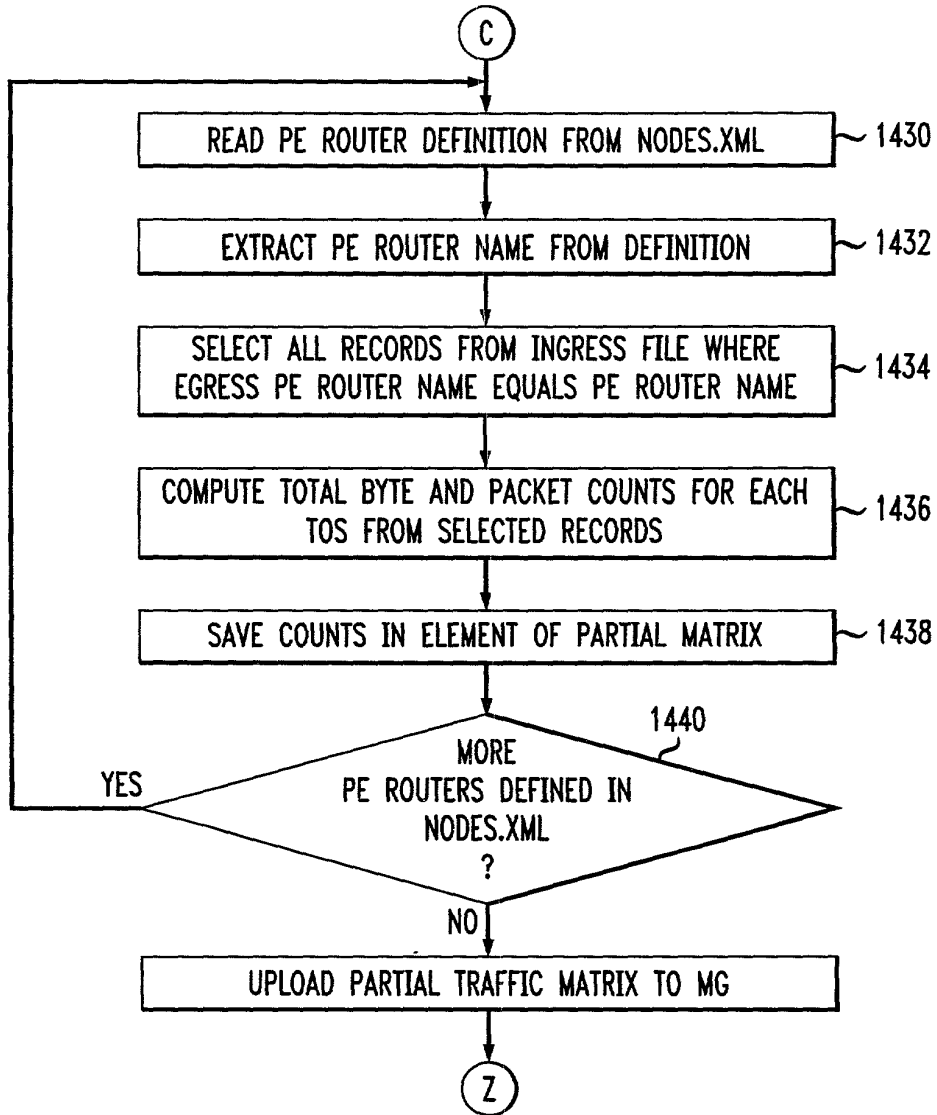 C
READ PE ROUTER DEFINITION FROM NODES.XML
1430
EXTRACT PE ROUTER NAME FROM DEFINITION
1432
SELECT ALL RECORDS FROM INGRESS FILE WHERE
EGRESS PE ROUTER NAME EQUALS PE ROUTER NAME
1434
COMPUTE TOTAL BYTE AND PACKET COUNTS FOR EACH
TOS FROM SELECTED RECORDS
1436
SAVE COUNTS IN ELEMENT OF PARTIAL MATRIX
1438
1440
MORE
PE ROUTERS DEFINED IN
NODES.XML
?
YES
NO
UPLOAD PARTIAL TRAFFIC MATRIX TO MG
Z